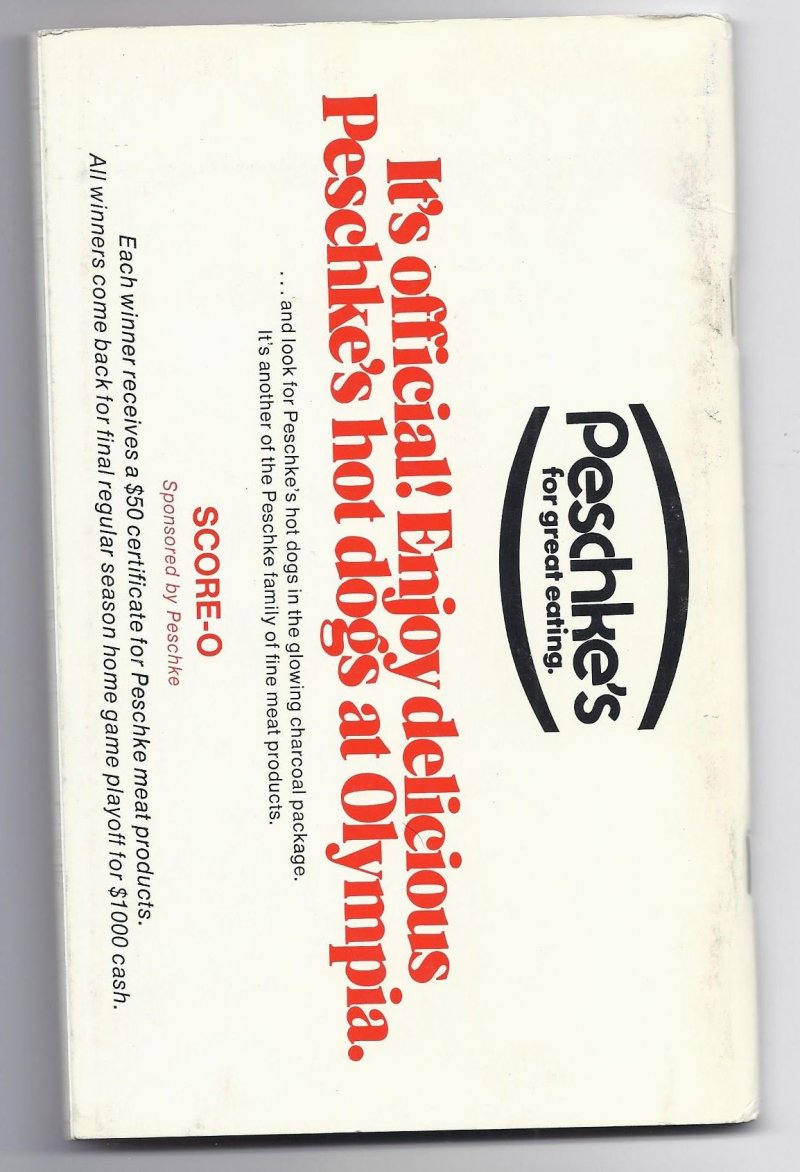 Peschke's
for great eating.
It's official! Enjoy delicious
Peschke's hot dogs at Olympia.
...and look for Peschke's hot dogs in the glowing charcoal package.
It's another of the Peschke family of fine meat products.
SCORE-O
Sponsored by Peschke
Each winner receives a $50 certificate for Peschke meat products.
All winners come back for final regular season home game playoff for $1000 cash.